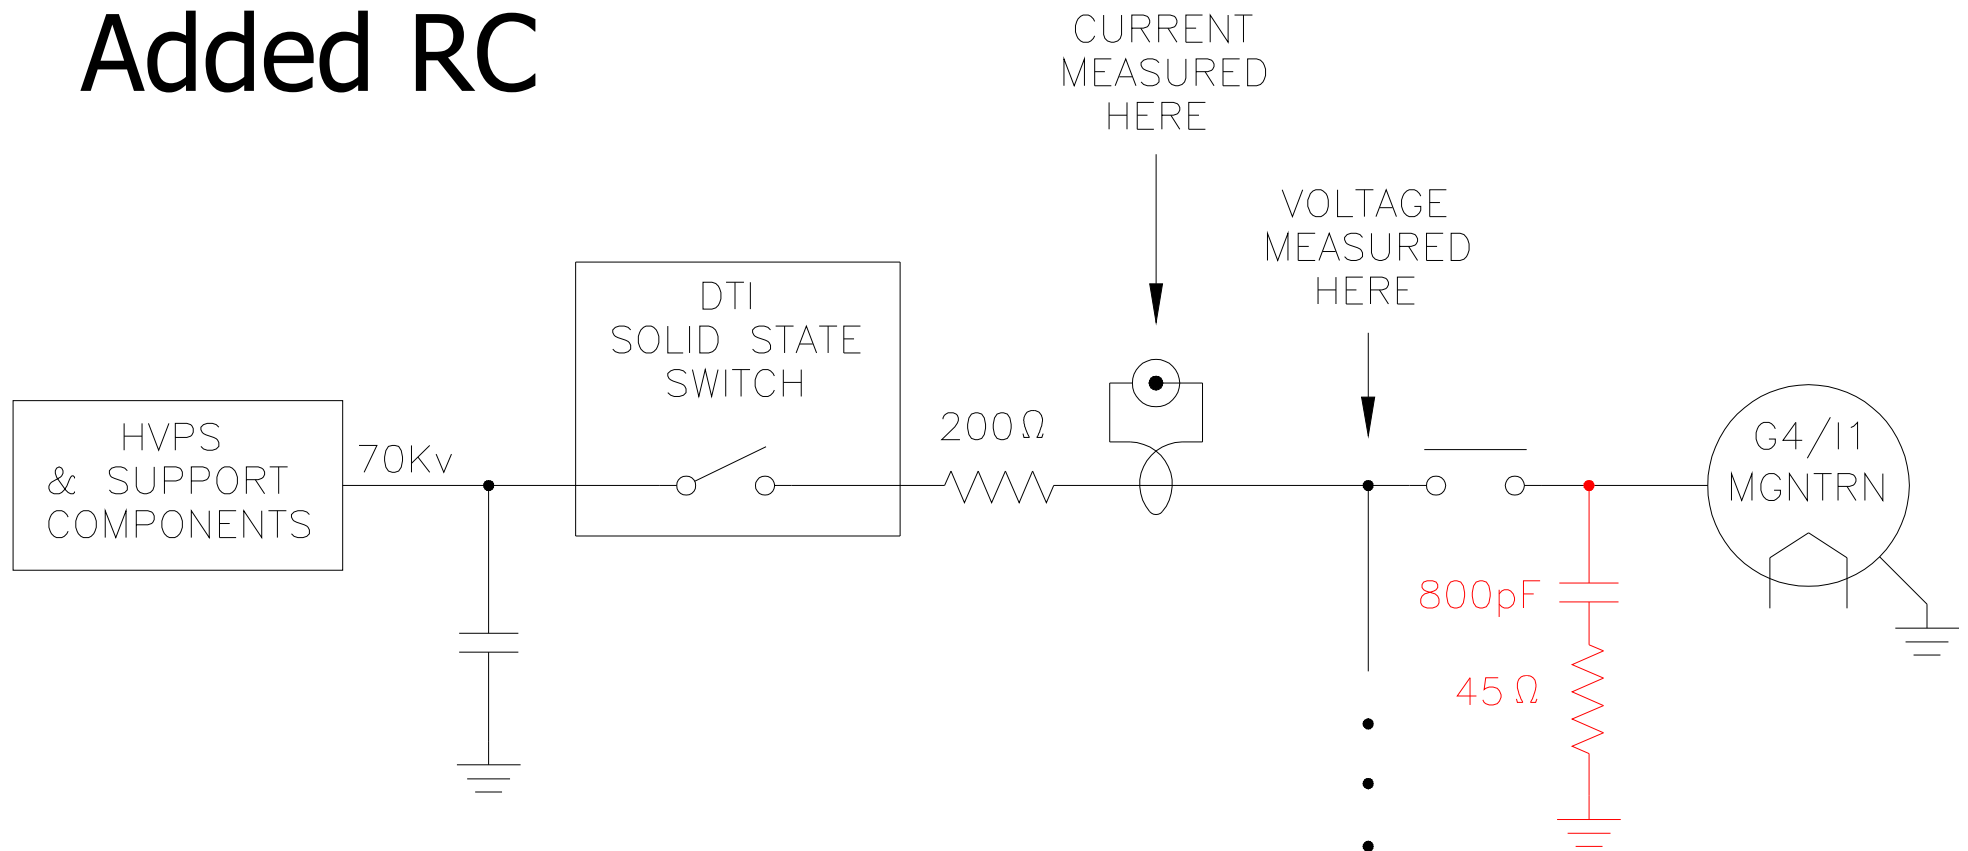 Added RC
CURRENT
MEASURED
HERE
VOLTAGE
MEASURED
HERE
DTI
SOLID STATE
SWITCH
HVPS
& SUPPORT
COMPONENTS
70Kv
200Ω
G4/I1
MGNTRN
800pF
45Ω